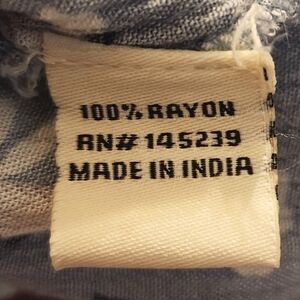 100% RAYON
RN# 145239
MADE IN INDIA